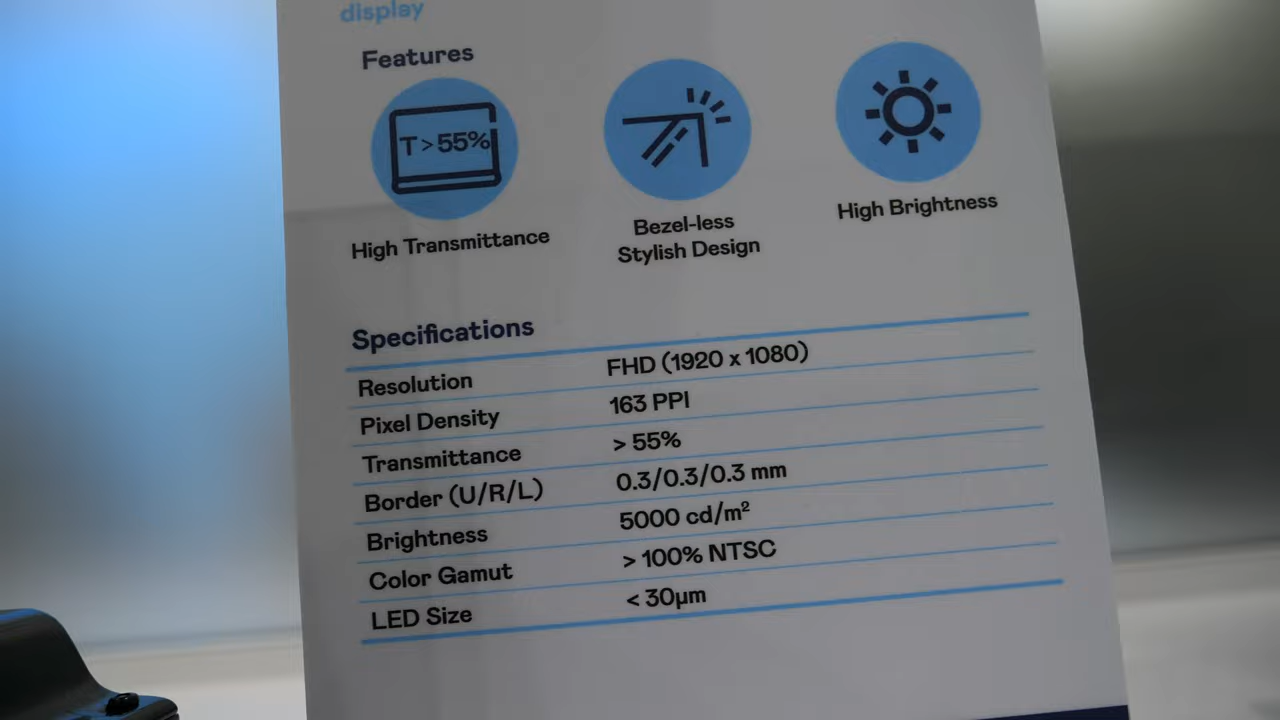 display
Features
T > 55%
High Transmittance
Bezel-less
Stylish Design
High Brightness
Specifications
Resolution FHD (1920 x 1080)
Pixel Density 163 PPI
Transmittance > 55%
Border (U/R/L) 0.3/0.3/0.3 mm
Brightness 5000 cd/m²
Color Gamut > 100% NTSC
LED Size < 30μm